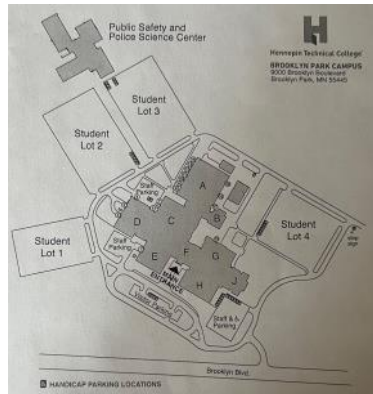 Public Safety and
Police Science Center
Hennepin Technical College
BROOKLYN PARK CAMPUS
9000 Brooklyn Boulevard
Brooklyn Park, MN 55445
Student
Lot 3
Student
Lot 2
Staff
Parking
A
B
C
D
Student
Lot 4
Student
Lot 1
Staff
Parking
E
F
G
MAIN
ENTRANCE
H
J
Visitor Parking
Staff &
Parking
Brooklyn Blvd.
HANDICAP PARKING LOCATIONS